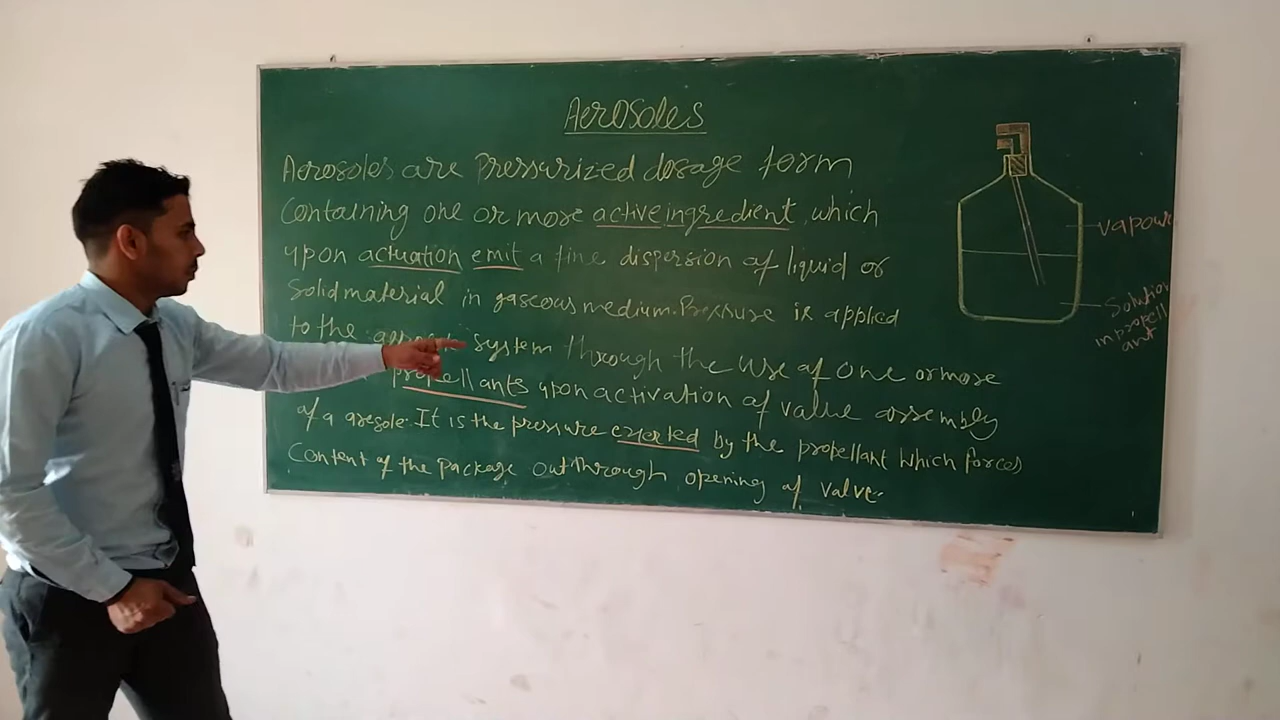 Aerosoles
Aerosoles are Pressurized dosage form
Containing one or more active ingredient, which
upon actuation emit a fine dispersion of liquid or
Solid material in gaseous medium. Pressure is applied
to the system through the use of one or more
propellants upon activation of value assembly
of a aresole. It is the pressure exerted by the propellant which forces
Content of the package out through opening of valve.
vapour
Solution
in propell
ant